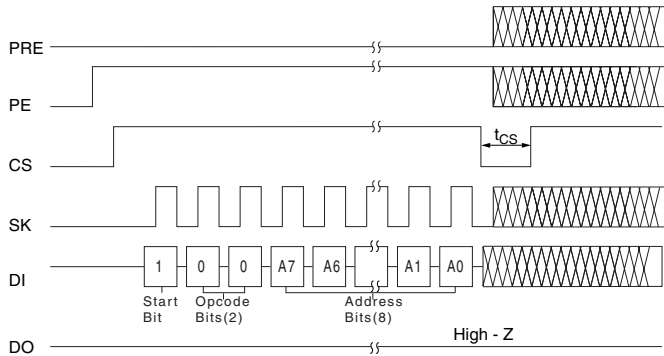 PRE
PE
CS
tCS
SK
DI
1 0 0 A7 A6 A1 A0
Start Bit
Opcode Bits(2)
Address Bits(8)
DO
High - Z